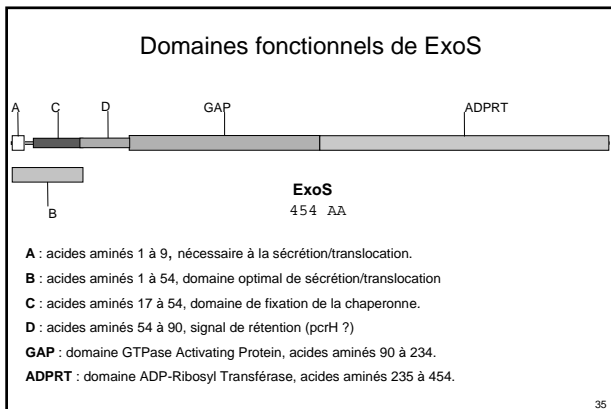 Domaines fonctionnels de ExoS
A C D GAP ADPRT
B
ExoS
454 AA
A : acides aminés 1 à 9, nécessaire à la sécrétion/translocation.
B : acides aminés 1 à 54, domaine optimal de sécrétion/translocation
C : acides aminés 17 à 54, domaine de fixation de la chaperonne.
D : acides aminés 54 à 90, signal de rétention (pcrH ?)
GAP : domaine GTPase Activating Protein, acides aminés 90 à 234.
ADPRT : domaine ADP-Ribosyl Transférase, acides aminés 235 à 454.
35